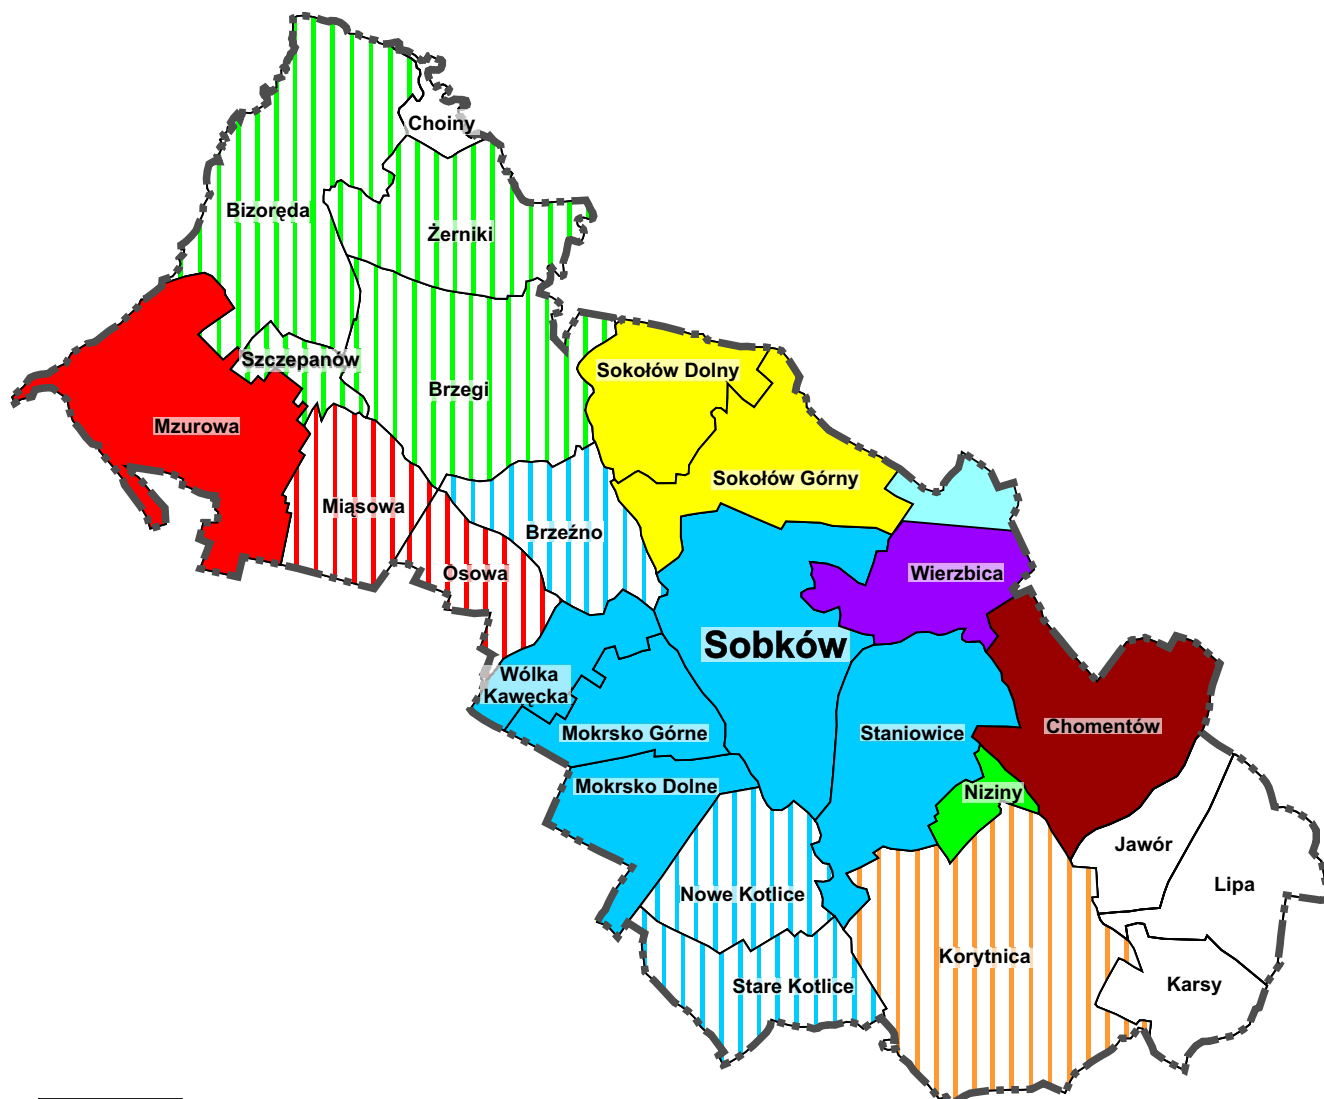 Choiny
Bizoręda
Żerniki
Szczepanów
Sokołów Dolny
Brzegi
Mzurowa
Sokołów Górny
Miąsowa
Brzeźno
Osowa
Wierzbica
Sobków
Wólka
Kawęcka
Mokrsko Górne
Staniowice
Chomentów
Mokrsko Dolne
Niziny
Jawór
Lipa
Nowe Kotlice
Korytnica
Stare Kotlice
Karsy